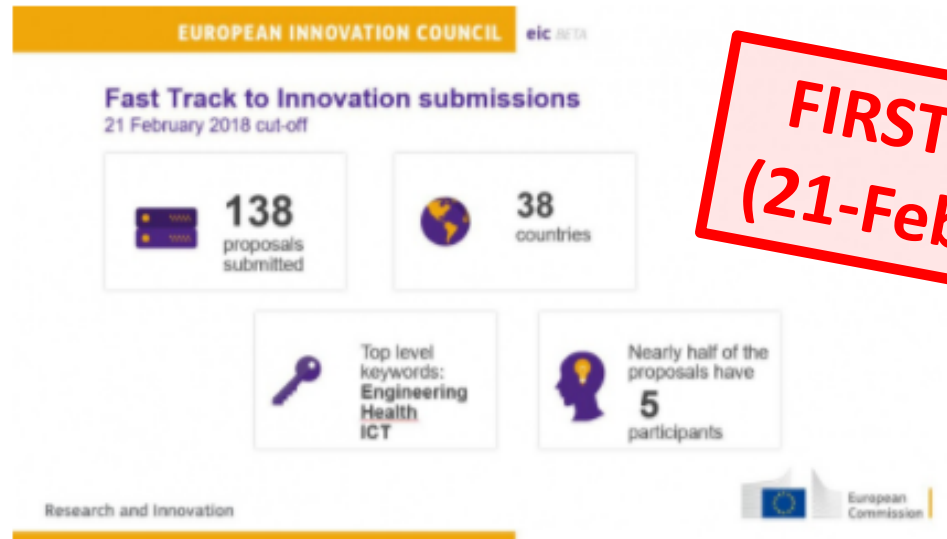 EUROPEAN INNOVATION COUNCIL eic BETA
Fast Track to Innovation submissions
21 February 2018 cut-off
138
proposals
submitted
38
countries
Top level
keywords:
Engineering
Health
ICT
Nearly half of the
proposals have
5
participants
FIRST
(21-Feb
Research and Innovation
European
Commission